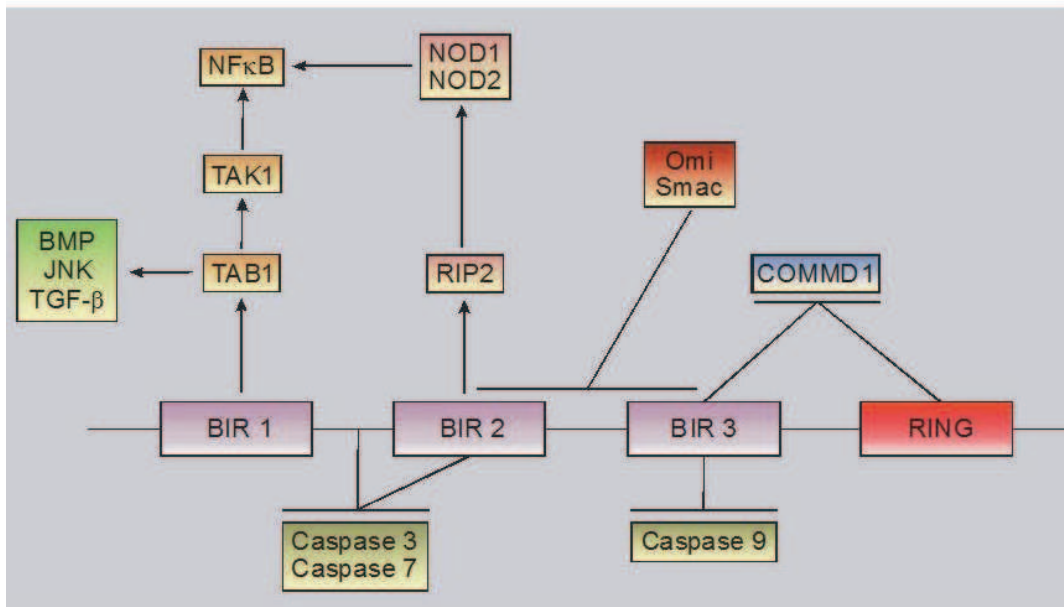 NFκB
NOD1
NOD2
TAK1
Omi
Smac
BMP
JNK
TGF-β
TAB1
RIP2
COMMD1
BIR 1
BIR 2
BIR 3
RING
Caspase 3
Caspase 7
Caspase 9